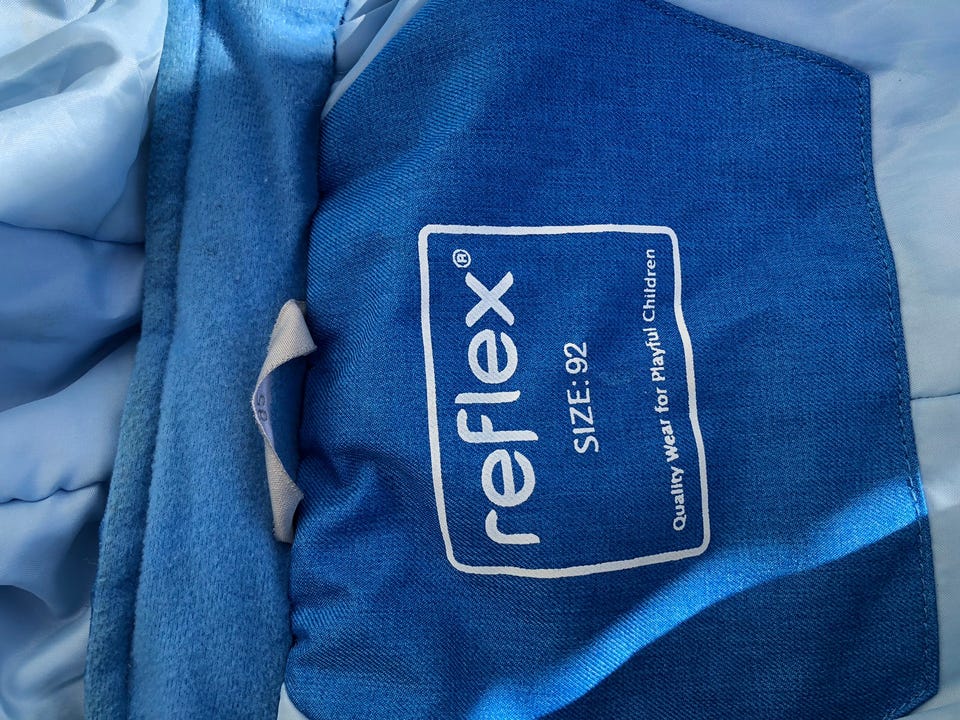 reflex®
SIZE: 92
Quality Wear for Playful Children